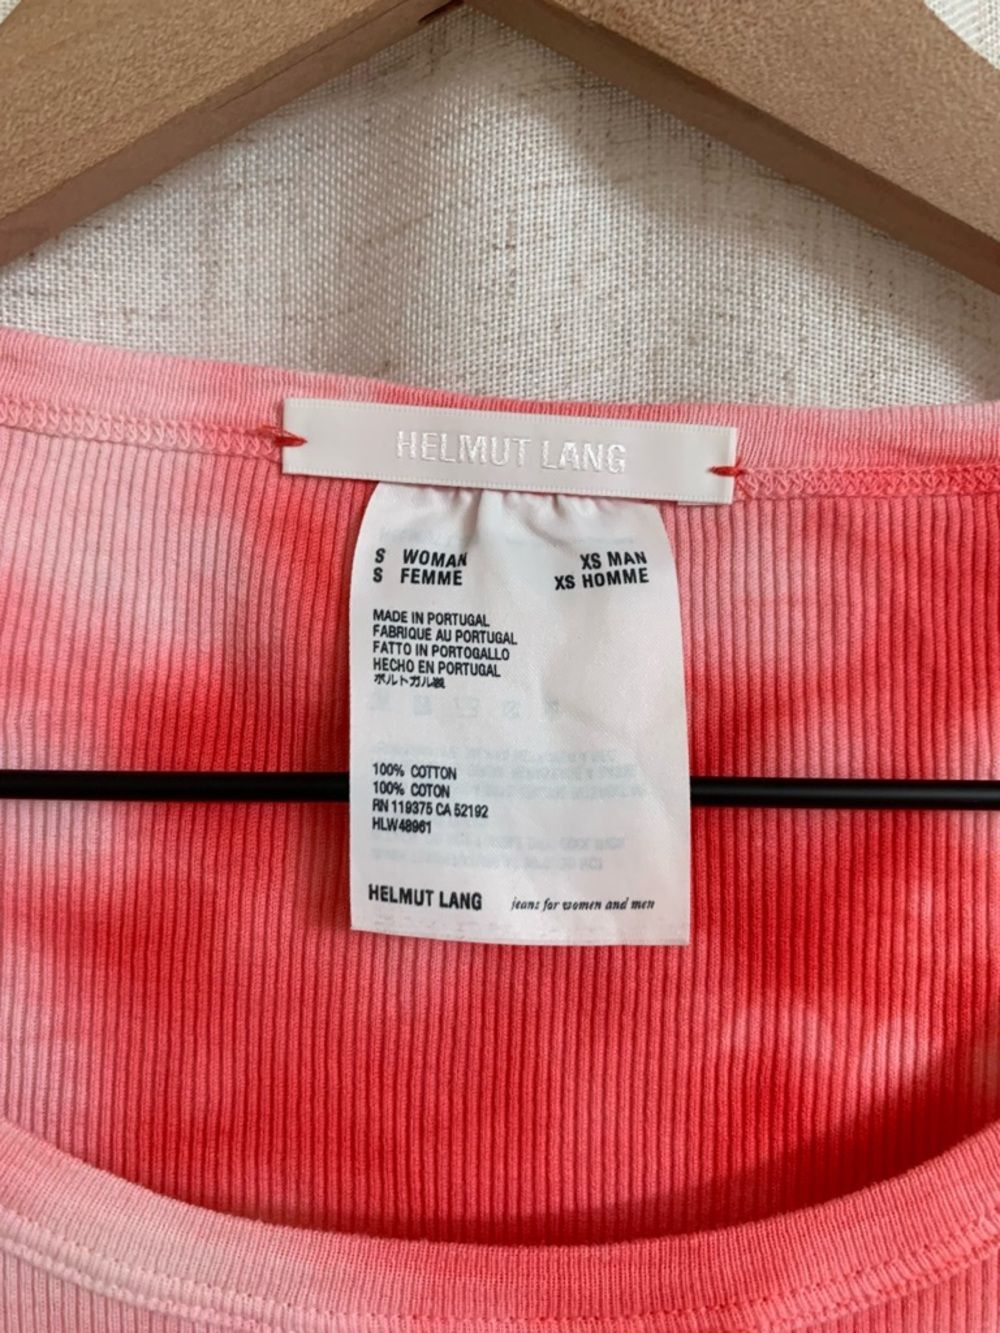 HELMUT LANG
S WOMAN XS MAN
S FEMME XS HOMME
MADE IN PORTUGAL
FABRIQUE AU PORTUGAL
FATTO IN PORTOGALLO
HECHO EN PORTUGAL
ポルトガル製
100% COTTON
100% COTON
RN 119375 CA 52192
HLW48961
HELMUT LANG jeans for women and men